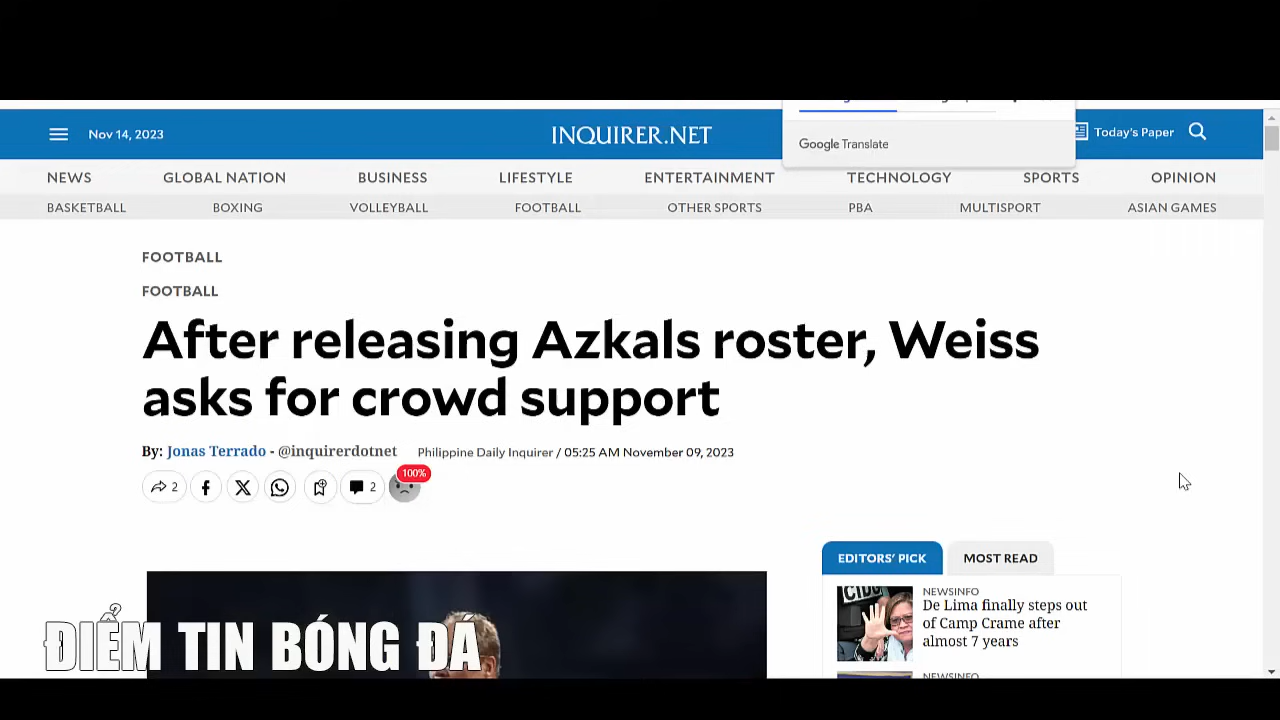 Nov 14, 2023
INQUIRER.NET
Today's Paper
Google Translate
NEWS GLOBAL NATION BUSINESS LIFESTYLE ENTERTAINMENT TECHNOLOGY SPORTS OPINION
BASKETBALL BOXING VOLLEYBALL FOOTBALL OTHER SPORTS PBA MULTISPORT ASIAN GAMES
FOOTBALL
FOOTBALL
After releasing Azkals roster, Weiss
asks for crowd support
By: Jonas Terrado - @inquirerdotnet Philippine Daily Inquirer / 05:25 AM November 09, 2023
100%
2
2
EDITORS' PICK MOST READ
CIDG
NEWSINFO
De Lima finally steps out
of Camp Crame after
almost 7 years
NEWSINFO
ĐIỂM TIN BÓNG ĐÁ